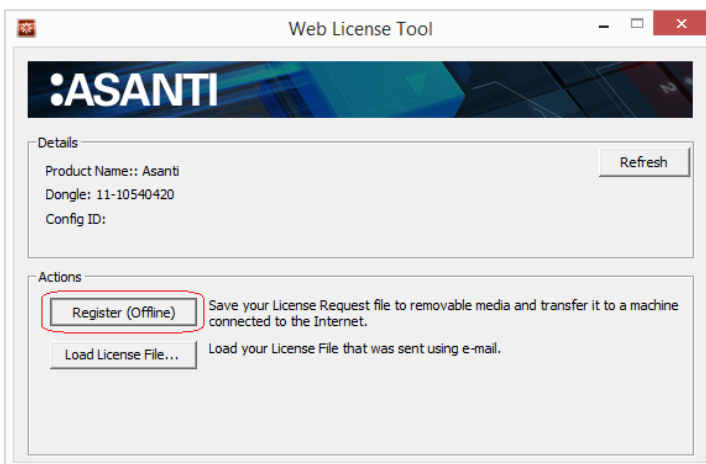 Web License Tool
:ASANTI
Details
Product Name:: Asanti
Refresh
Dongle: 11-10540420
Config ID:
Actions
Register (Offline)
Save your License Request file to removable media and transfer it to a machine
connected to the Internet.
Load License File...
Load your License File that was sent using e-mail.